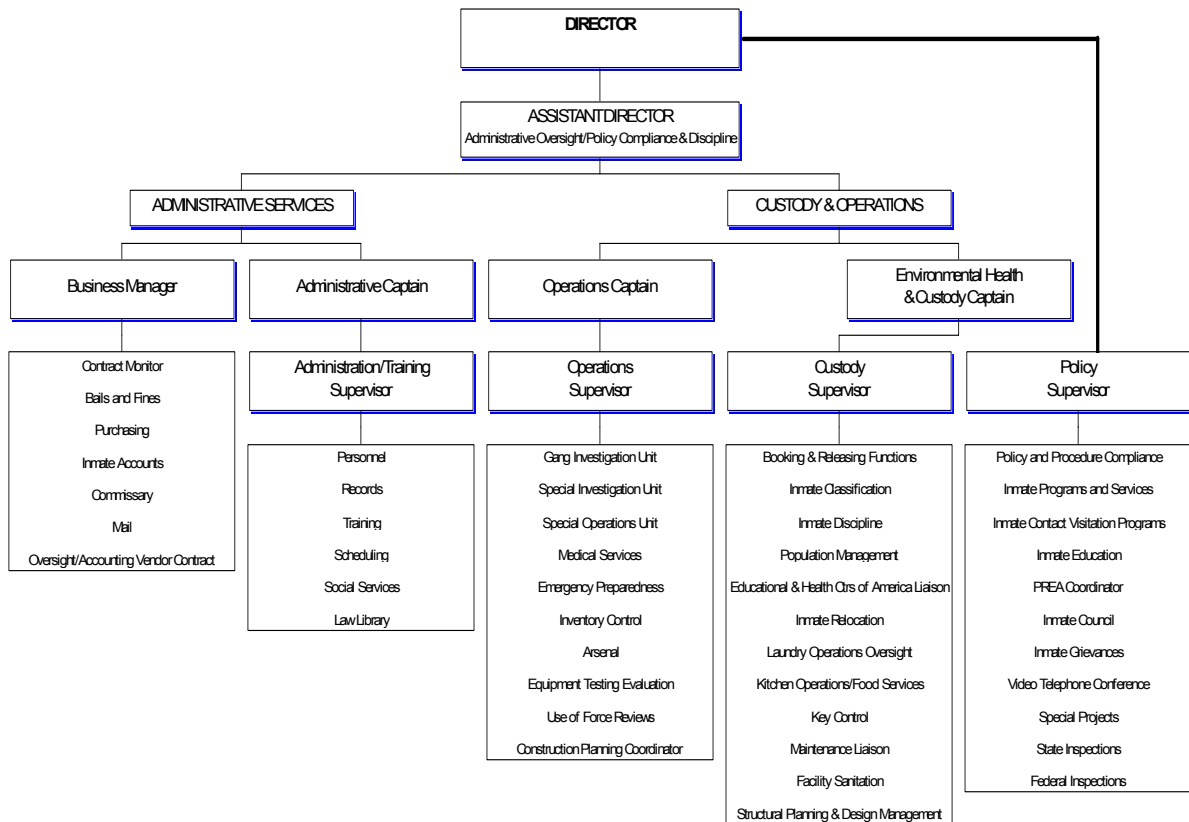 DIRECTOR
ASSISTANT DIRECTOR
Administrative Oversight/Policy Compliance & Discipline
ADMINISTRATIVE SERVICES
CUSTODY & OPERATIONS
Business Manager
Administrative Captain
Operations Captain
Environmental Health
& Custody Captain
Contract Monitor
Bails and Fines
Purchasing
Inmate Accounts
Commissary
Mail
Oversight/Accounting Vendor Contract
Administration/Training
Supervisor
Personnel
Records
Training
Scheduling
Social Services
Law Library
Operations
Supervisor
Gang Investigation Unit
Special Investigation Unit
Special Operations Unit
Medical Services
Emergency Preparedness
Inventory Control
Arsenal
Equipment Testing Evaluation
Use of Force Reviews
Construction Planning Coordinator
Custody
Supervisor
Booking & Releasing Functions
Inmate Classification
Inmate Discipline
Population Management
Educational & Health Ctrs of America Liaison
Inmate Relocation
Laundry Operations Oversight
Kitchen Operations/Food Services
Key Control
Maintenance Liaison
Facility Sanitation
Structural Planning & Design Management
Policy
Supervisor
Policy and Procedure Compliance
Inmate Programs and Services
Inmate Contact Visitation Programs
Inmate Education
PREA Coordinator
Inmate Council
Inmate Grievances
Video Telephone Conference
Special Projects
State Inspections
Federal Inspections